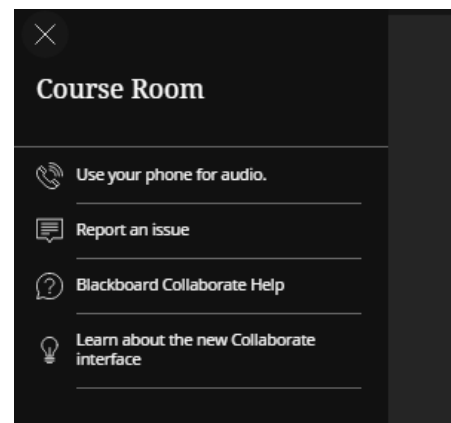 Course Room
Use your phone for audio.
Report an issue
Blackboard Collaborate Help
Learn about the new Collaborate
interface